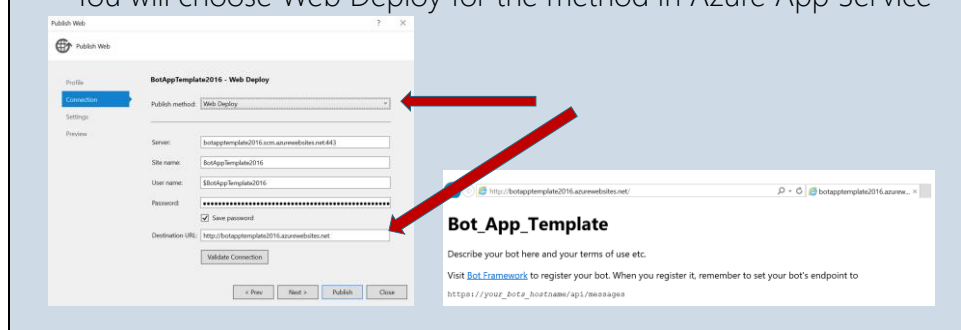 You will choose Web Deploy for the method in Azure App Service
Publish Web
? ×
Publish Web
Profile
Connection
Settings
Preview
BotAppTemplate2016 - Web Deploy
Publish method: Web Deploy
Server: botapptemplate2016.scm.azurewebsites.net:443
Site name: BotAppTemplate2016
User name: $BotAppTemplate2016
Password: ••••••••••••••••••••••••••••••••••••••••••••••••••
Save password
Destination URL: http://botapptemplate2016.azurewebsites.net
Validate Connection
< Prev Next > Publish Close
http://botapptemplate2016.azurewebsites.net/ botapptemplate2016.azurew... ×
Bot_App_Template
Describe your bot here and your terms of use etc.
Visit Bot Framework to register your bot. When you register it, remember to set your bot's endpoint to
https://your_bots_hostname/api/messages